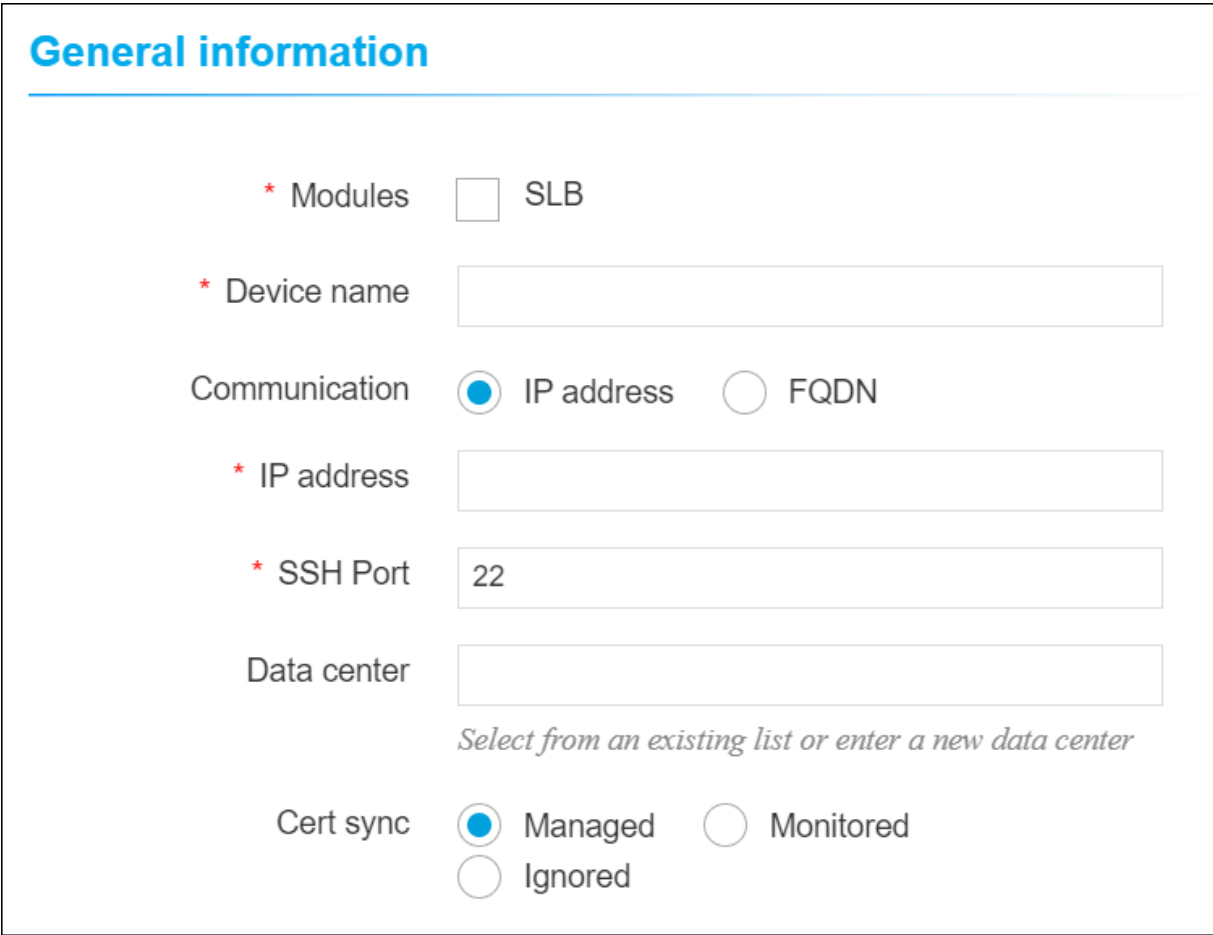 General information
* Modules SLB
* Device name
Communication IP address FQDN
* IP address
* SSH Port 22
Data center
Select from an existing list or enter a new data center
Cert sync Managed Monitored
Ignored